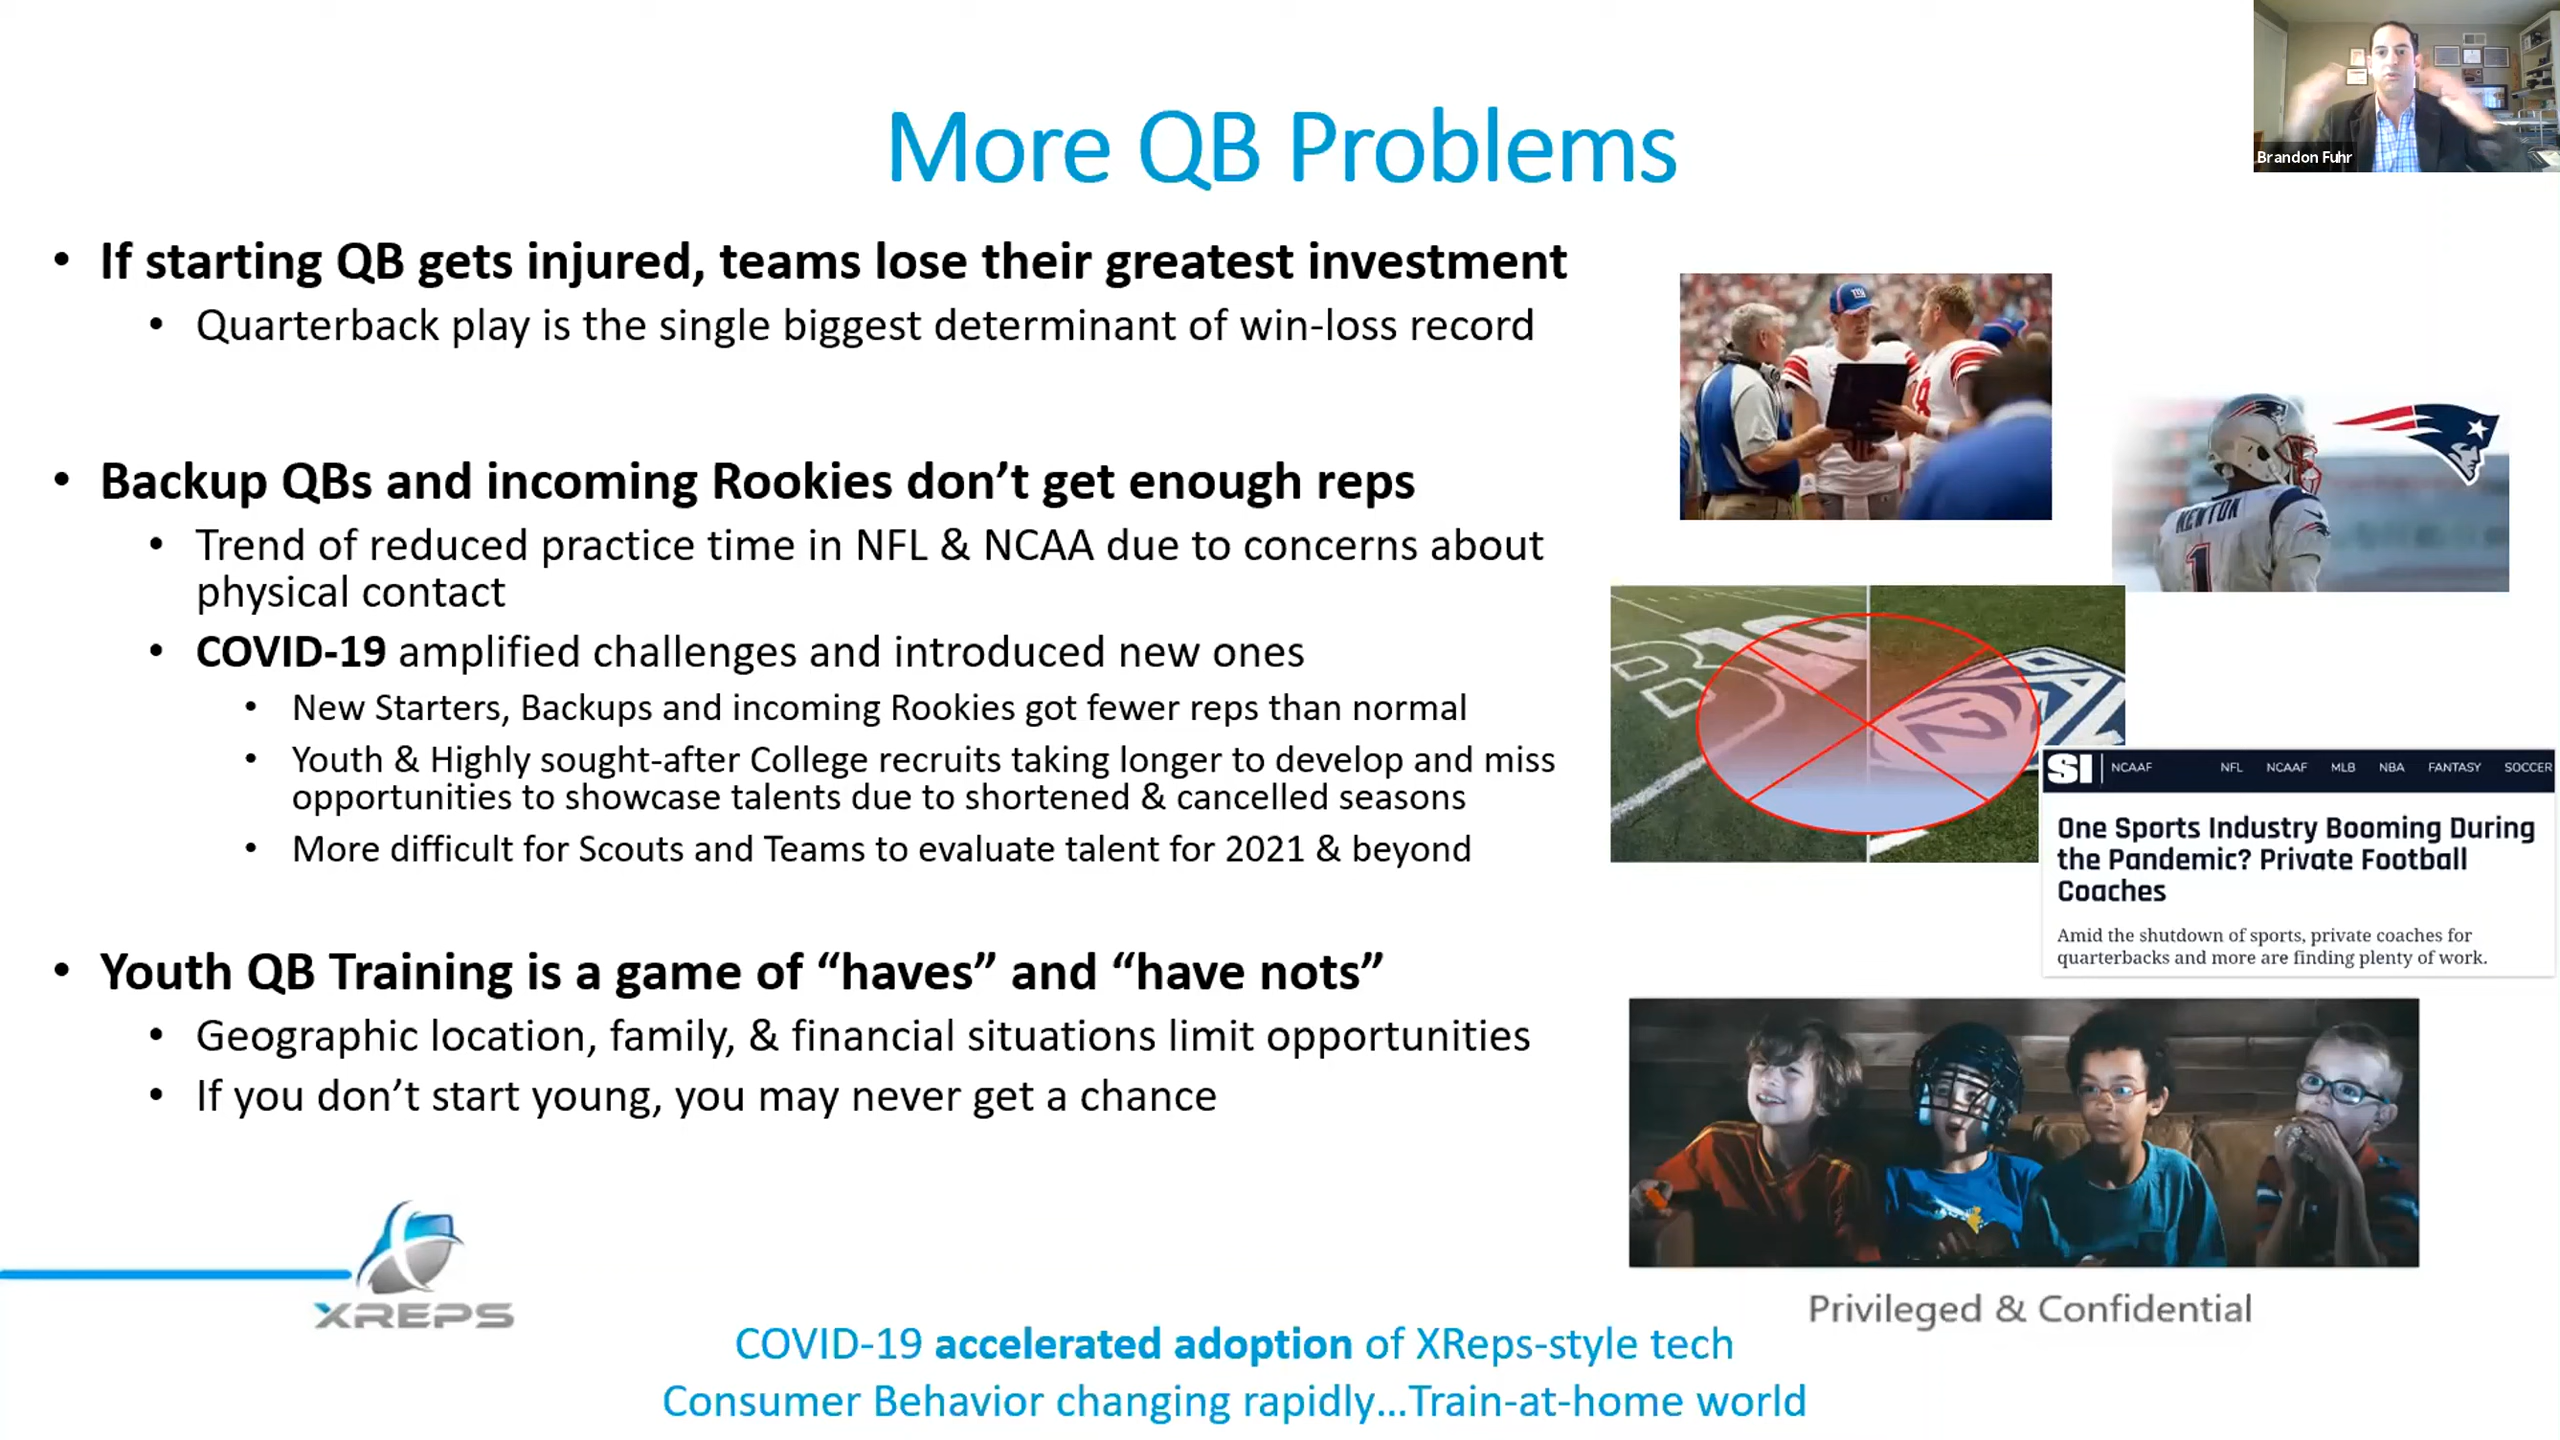 More QB Problems
Brandon Fuhr
• If starting QB gets injured, teams lose their greatest investment
• Quarterback play is the single biggest determinant of win-loss record
• Backup QBs and incoming Rookies don’t get enough reps
• Trend of reduced practice time in NFL & NCAA due to concerns about
physical contact
• COVID-19 amplified challenges and introduced new ones
• New Starters, Backups and incoming Rookies got fewer reps than normal
• Youth & Highly sought-after College recruits taking longer to develop and miss
opportunities to showcase talents due to shortened & cancelled seasons
• More difficult for Scouts and Teams to evaluate talent for 2021 & beyond
• Youth QB Training is a game of “haves” and “have nots”
• Geographic location, family, & financial situations limit opportunities
• If you don’t start young, you may never get a chance
ny
NEWTON
1
B1G
PAC
12
SI NCAAF NFL NCAAF MLB NBA FANTASY SOCCER
One Sports Industry Booming During
the Pandemic? Private Football
Coaches
Amid the shutdown of sports, private coaches for
quarterbacks and more are finding plenty of work.
XREPS
Privileged & Confidential
COVID-19 accelerated adoption of XReps-style tech
Consumer Behavior changing rapidly...Train-at-home world